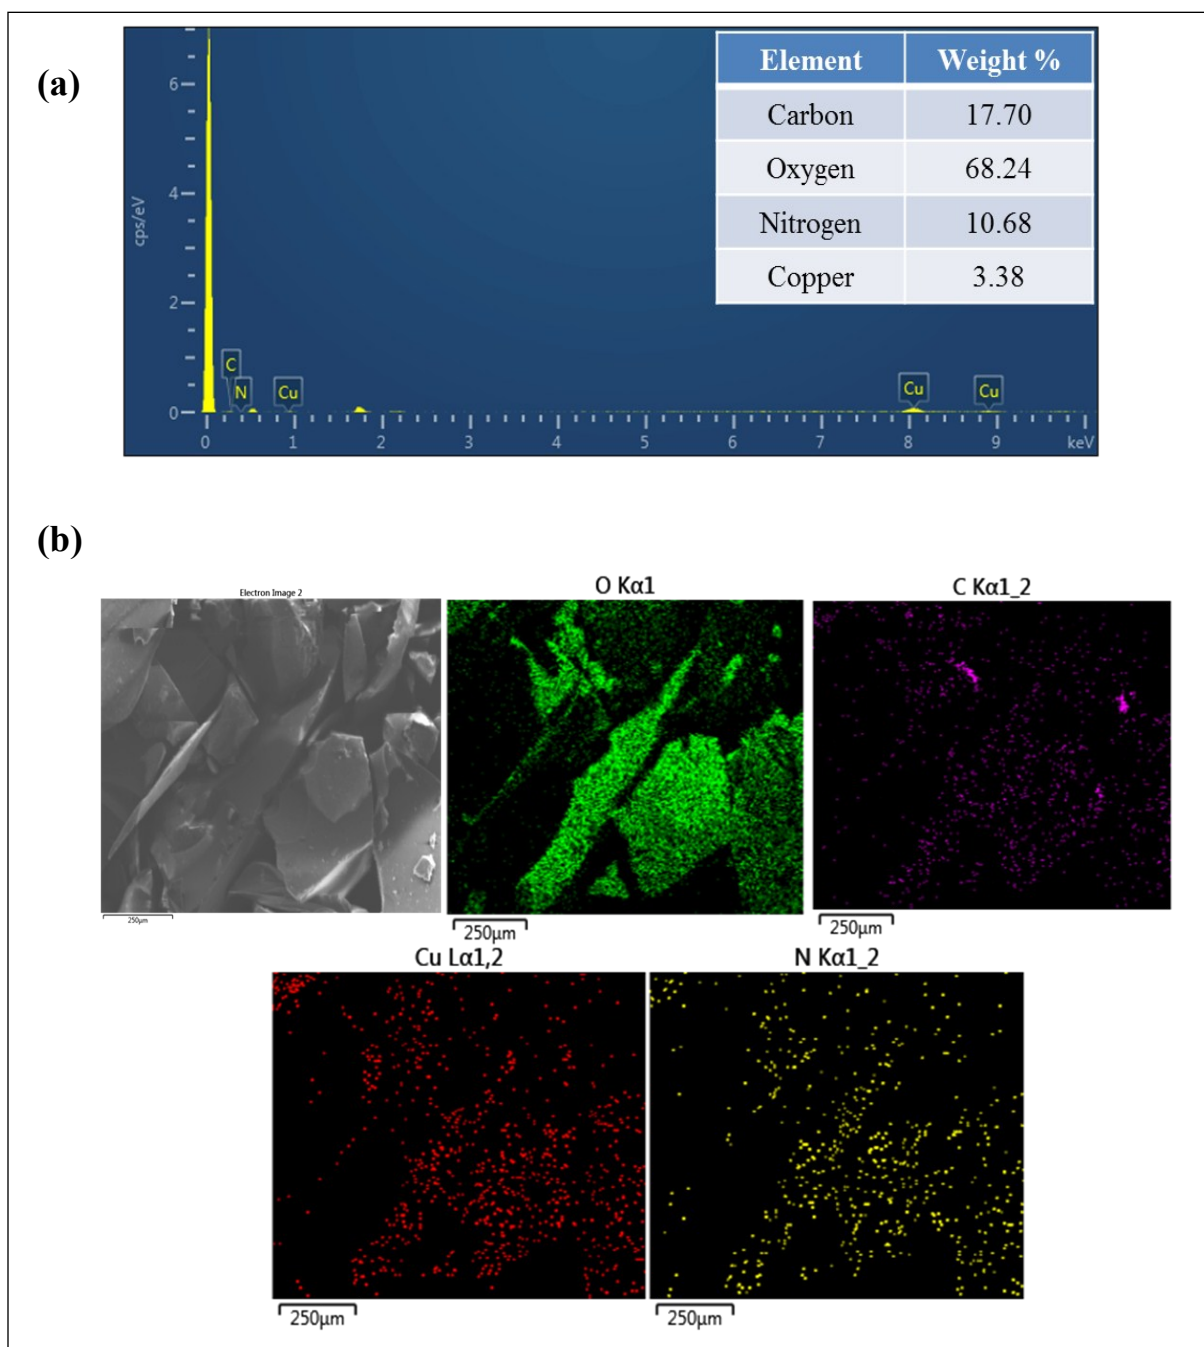 (a)
Element Weight %
Carbon 17.70
Oxygen 68.24
Nitrogen 10.68
Copper 3.38
cps/eV
6
4
2
0
C
N
Cu
Cu
Cu
0 1 2 3 4 5 6 7 8 9 keV
(b)
Electron Image 2
O Kα1
C Kα1_2
250µm
250µm
250µm
Cu Lα1,2
N Kα1_2
250µm
250µm